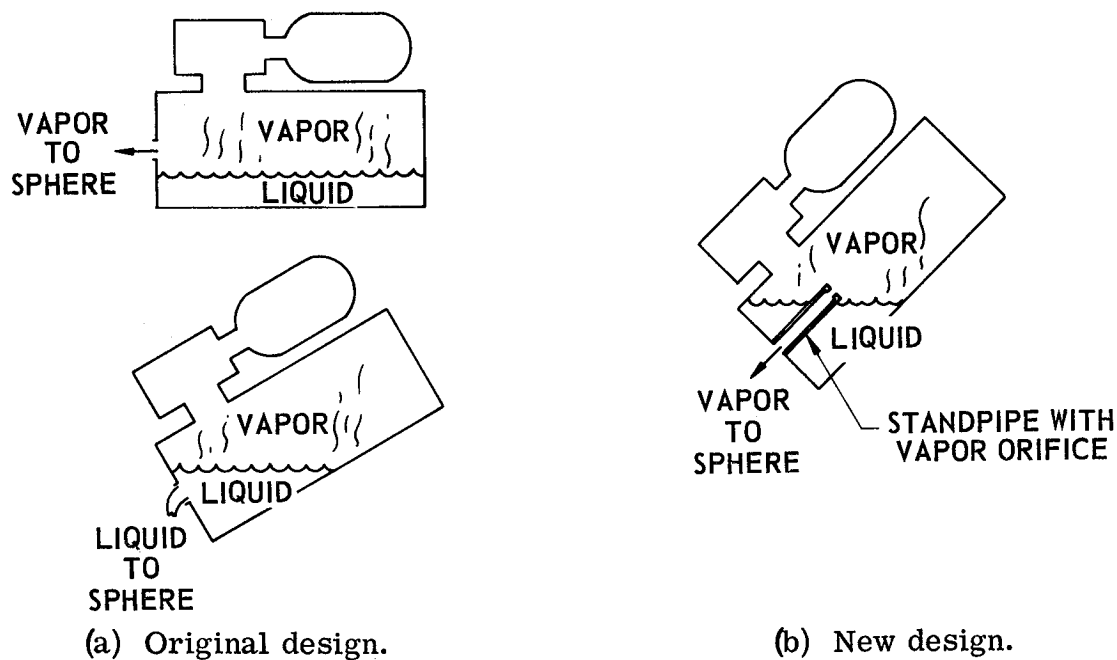 VAPOR
TO
SPHERE
VAPOR
LIQUID
VAPOR
LIQUID
LIQUID
TO
SPHERE
(a) Original design.
VAPOR
LIQUID
VAPOR
TO
SPHERE
STANDPIPE WITH
VAPOR ORIFICE
(b) New design.